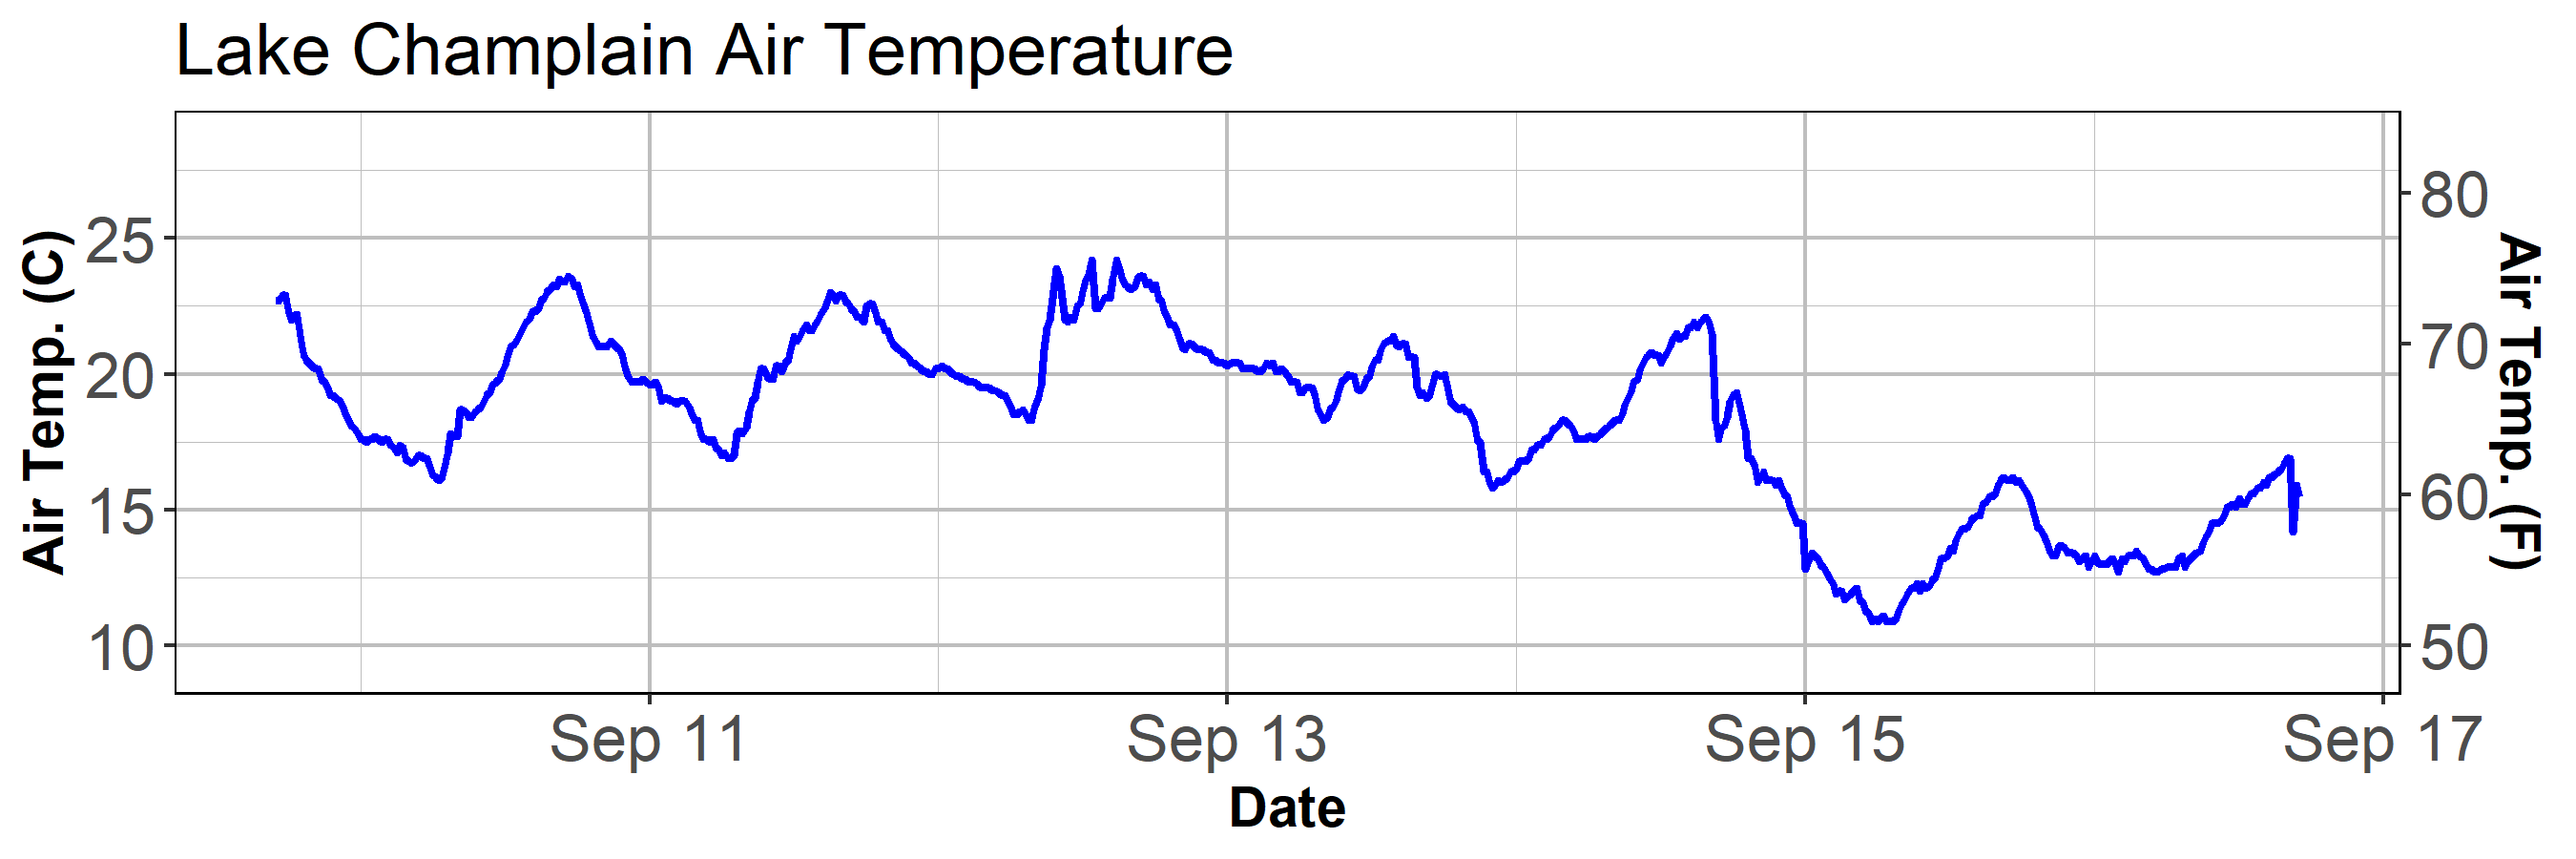 Lake Champlain Air Temperature
Air Temp. (C)
25
20
15
10
80
70
60
50
Air Temp. (F)
Sep 11
Sep 13
Sep 15
Sep 17
Date